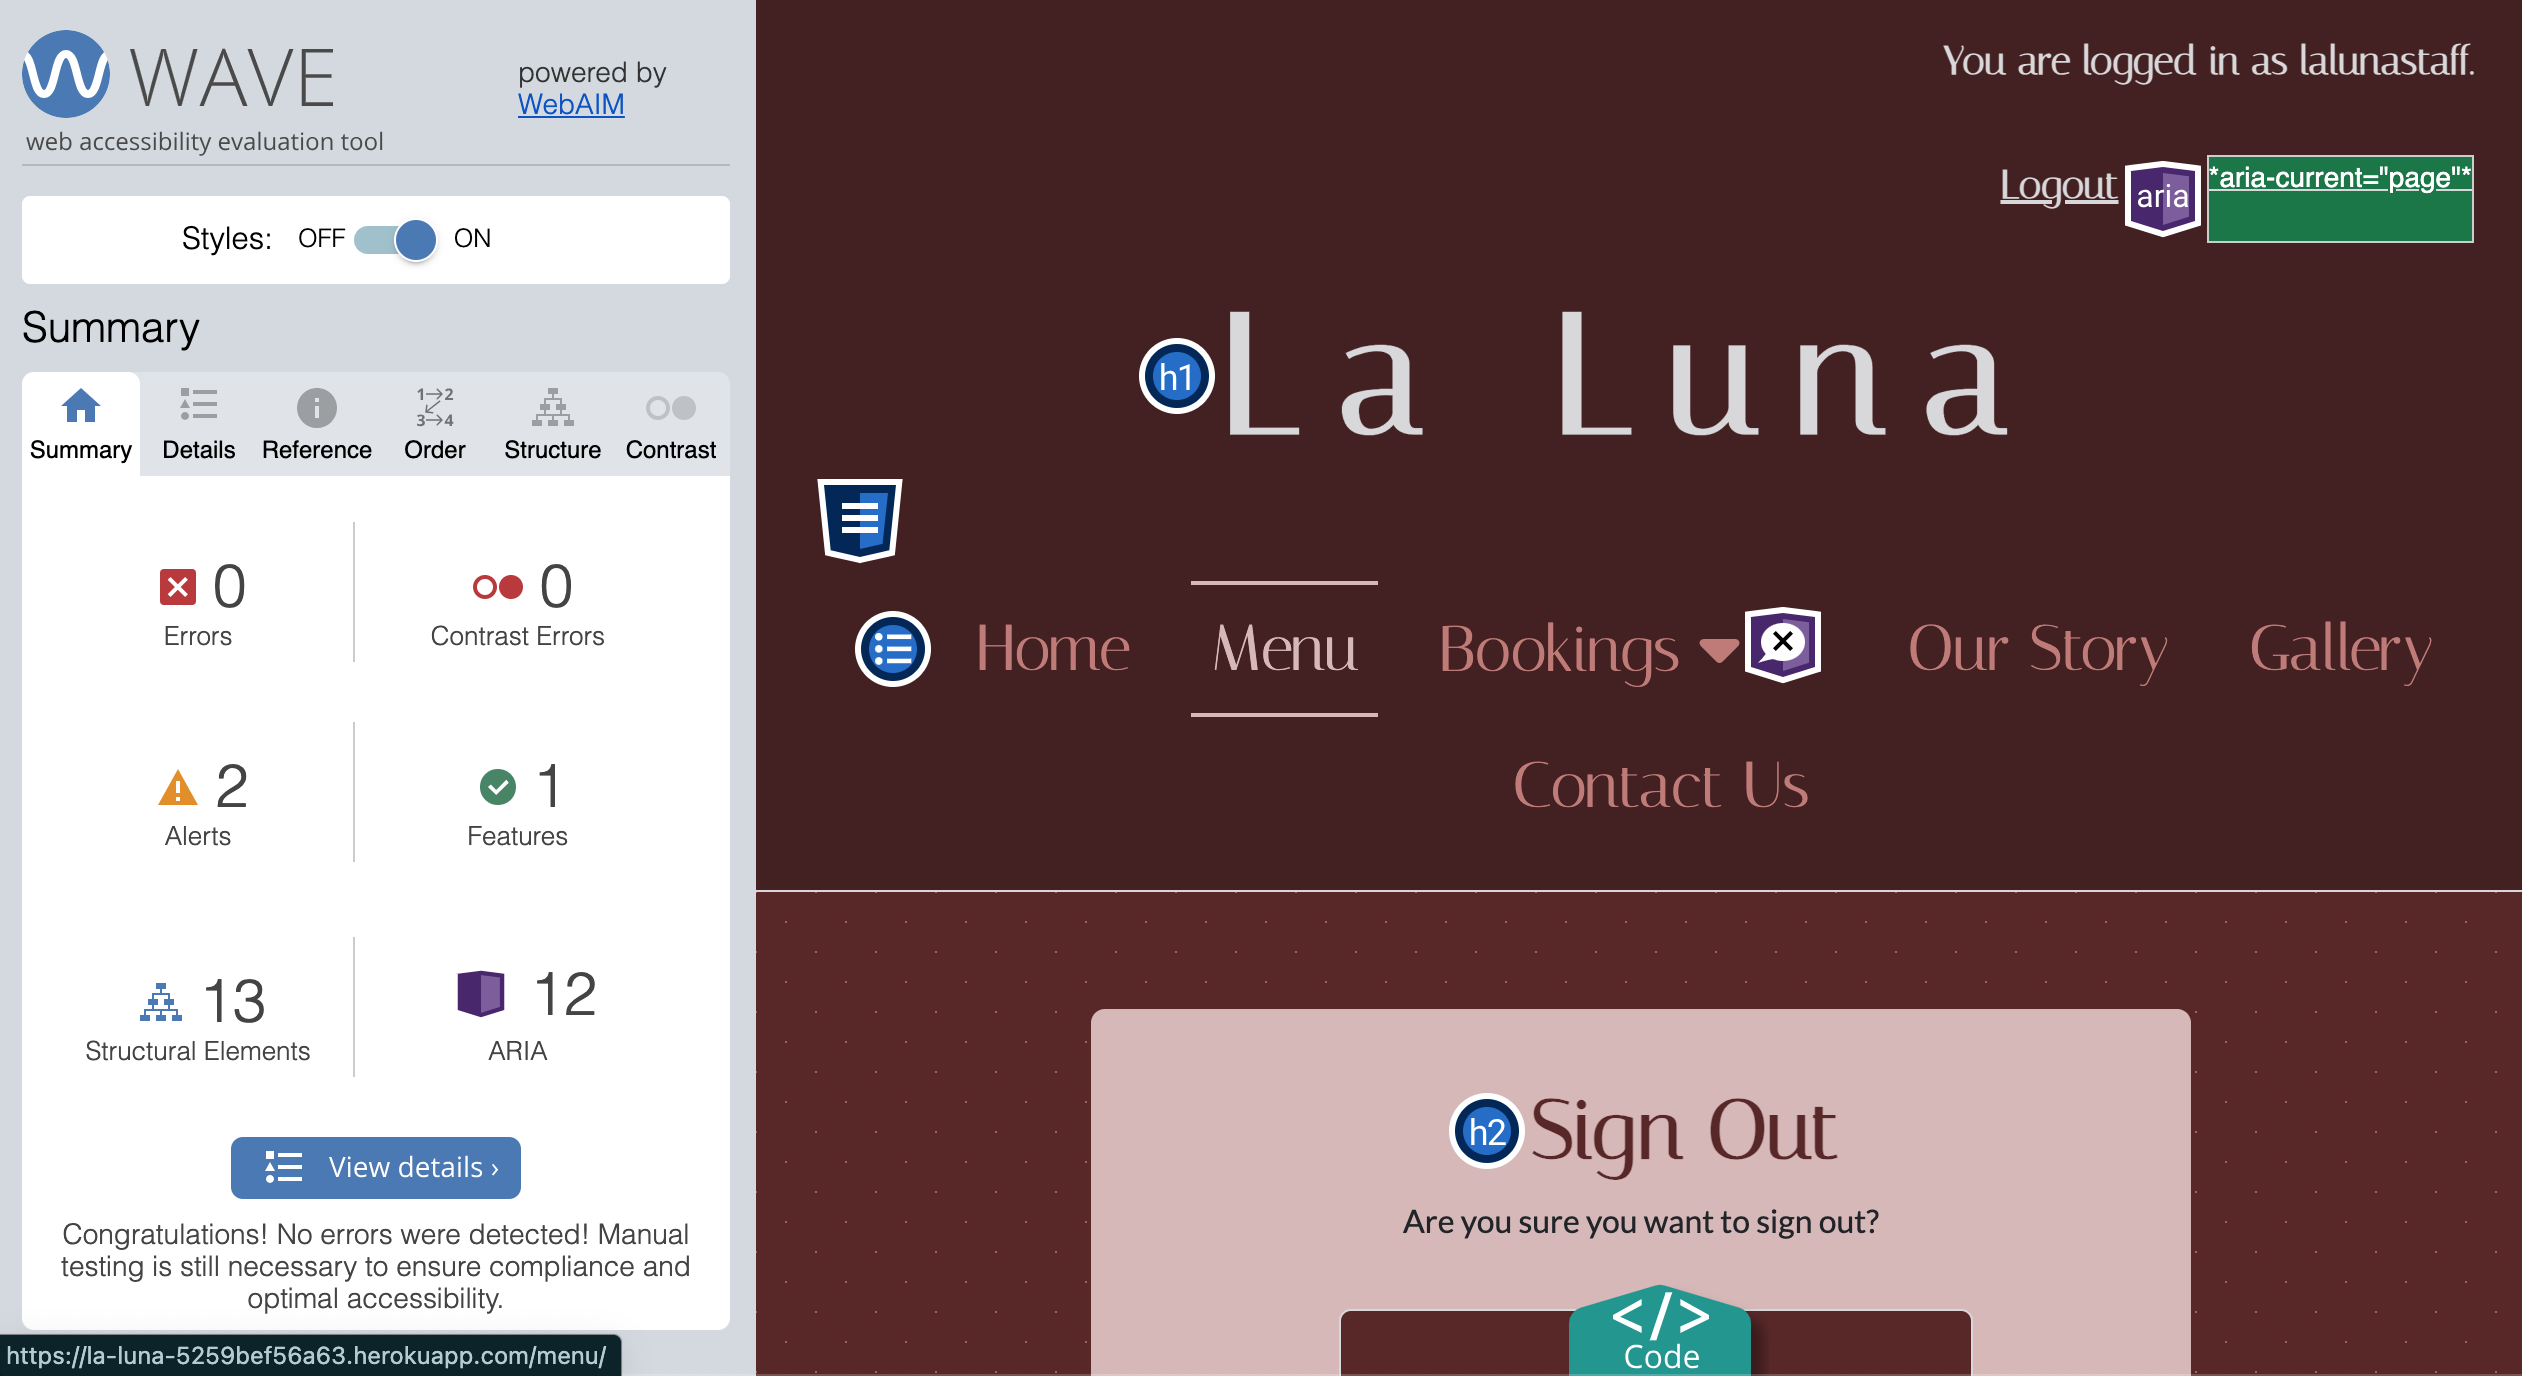 WAVE
powered by
WebAIM
web accessibility evaluation tool
Styles: OFF ON
Summary
Summary Details Reference Order Structure Contrast
0
Errors
0
Contrast Errors
2
Alerts
1
Features
13
Structural Elements
12
ARIA
View details ›
Congratulations! No errors were detected! Manual
testing is still necessary to ensure compliance and
optimal accessibility.
https://la-luna-5259bef56a63.herokuapp.com/menu/
You are logged in as lalunastaff.
Logout aria *aria-current="page"*
h1 La Luna
Home Menu Bookings Our Story Gallery
Contact Us
h2 Sign Out
Are you sure you want to sign out?
</>
Code